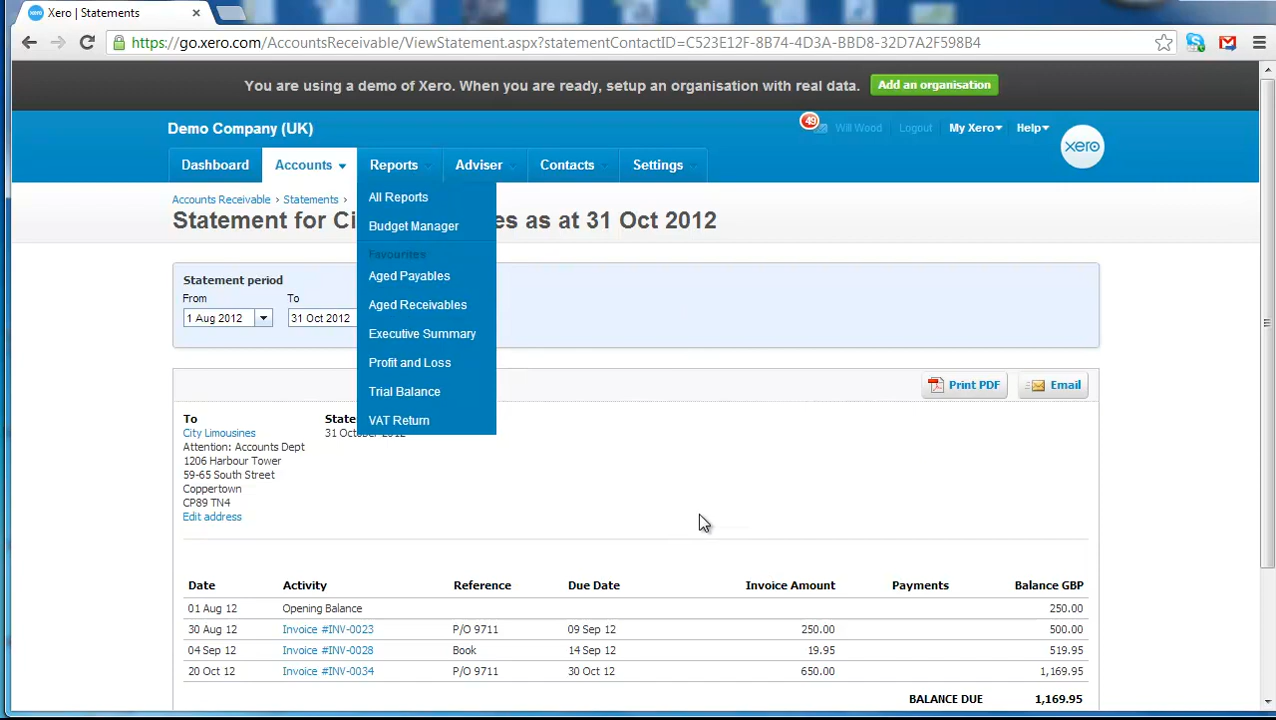 Xero | Statements
https://go.xero.com/AccountsReceivable/ViewStatement.aspx?statementContactID=C523E12F-8B74-4D3A-BBD8-32D7A2F598B4
You are using a demo of Xero. When you are ready, setup an organisation with real data. Add an organisation
Demo Company (UK) 49 Will Wood Logout My Xero Help xero
Dashboard Accounts Reports Adviser Contacts Settings
Accounts Receivable › Statements ›
All Reports
Statement for Ci es as at 31 Oct 2012
Budget Manager
Favourites
Aged Payables
Aged Receivables
Executive Summary
Profit and Loss
Trial Balance
VAT Return
Statement period
From To
1 Aug 2012 31 Oct 2012
Print PDF Email
To State
City Limousines 31 October 2012
Attention: Accounts Dept
1206 Harbour Tower
59-65 South Street
Coppertown
CP89 TN4
Edit address
Date Activity Reference Due Date Invoice Amount Payments Balance GBP
01 Aug 12 Opening Balance 250.00
30 Aug 12 Invoice #INV-0023 P/O 9711 09 Sep 12 250.00 500.00
04 Sep 12 Invoice #INV-0028 Book 14 Sep 12 19.95 519.95
20 Oct 12 Invoice #INV-0034 P/O 9711 30 Oct 12 650.00 1,169.95
BALANCE DUE 1,169.95